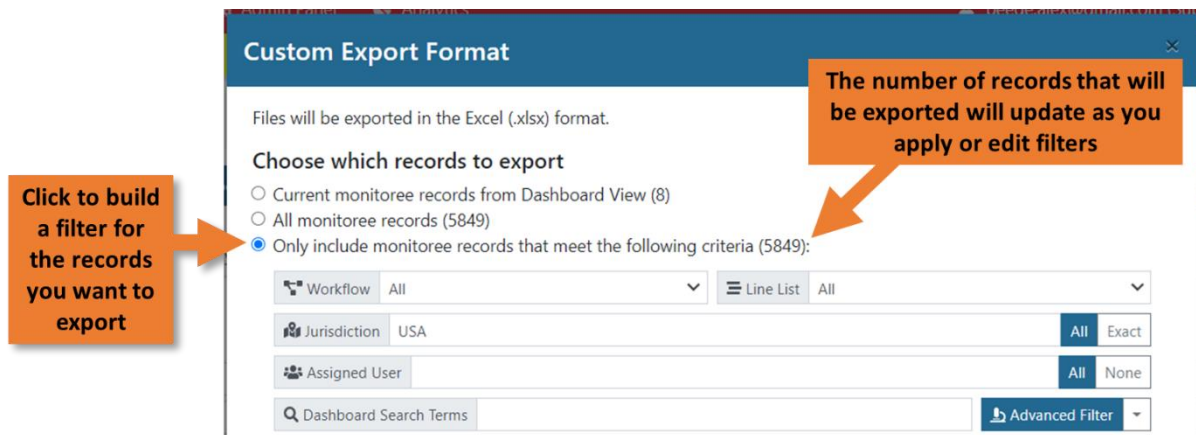 Admin Panel Analytics
Custom Export Format
The number of records that will
be exported will update as you
apply or edit filters
Files will be exported in the Excel (.xlsx) format.
Choose which records to export
Click to build
a filter for
the records
you want to
export
Current monitoree records from Dashboard View (8)
All monitoree records (5849)
Only include monitoree records that meet the following criteria (5849):
Workflow All Line List All
Jurisdiction USA All Exact
Assigned User All None
Dashboard Search Terms Advanced Filter